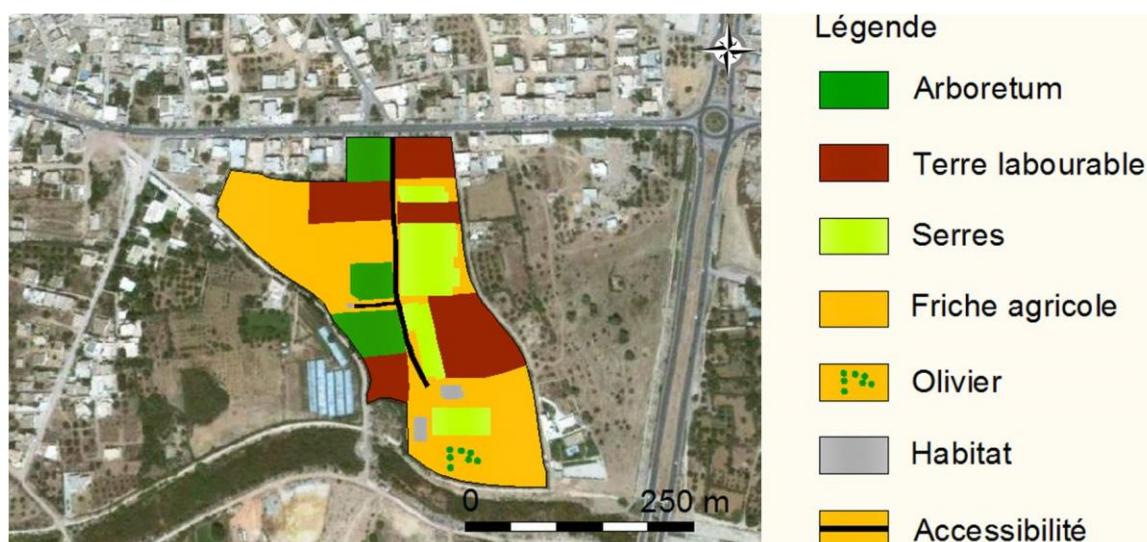 Légende
Arboretum
Terre labourable
Serres
Friche agricole
Olivier
Habitat
Accessibilité
0 250 m